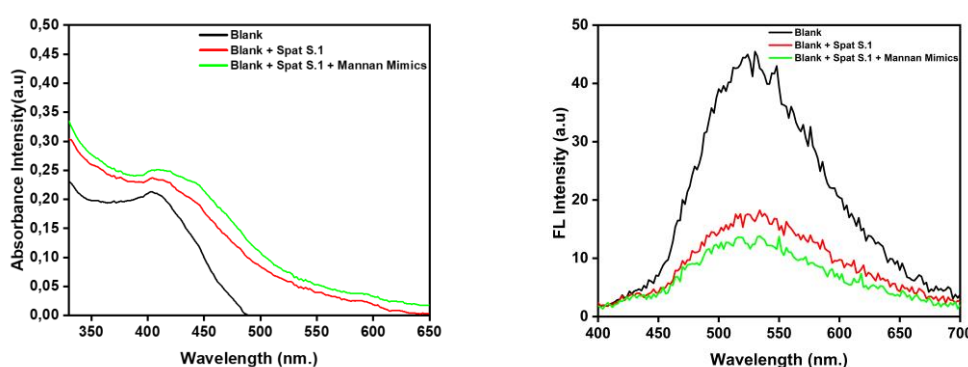 0,50
0,45
0,40
0,35
0,30
0,25
0,20
0,15
0,10
0,05
0,00
Absorbance Intensity(a.u)
Blank
Blank + Spat S.1
Blank + Spat S.1 + Mannan Mimics
350 400 450 500 550 600 650
Wavelength (nm.)
50
40
30
20
10
0
FL Intensity (a.u)
Blank
Blank + Spat S.1
Blank + Spat S.1 + Mannan Mimics
400 450 500 550 600 650 700
Wavelength (nm.)